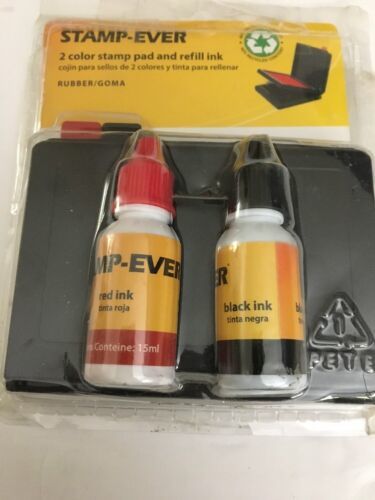 STAMP-EVER
2 color stamp pad and refill ink
cojin para sellos de 2 colores y tinta para rellenar
RUBBER/GOMA
MP-EVER
red ink
tinta roja
Conteine: 15ml
ER
black ink
tinta negra
1
PETE